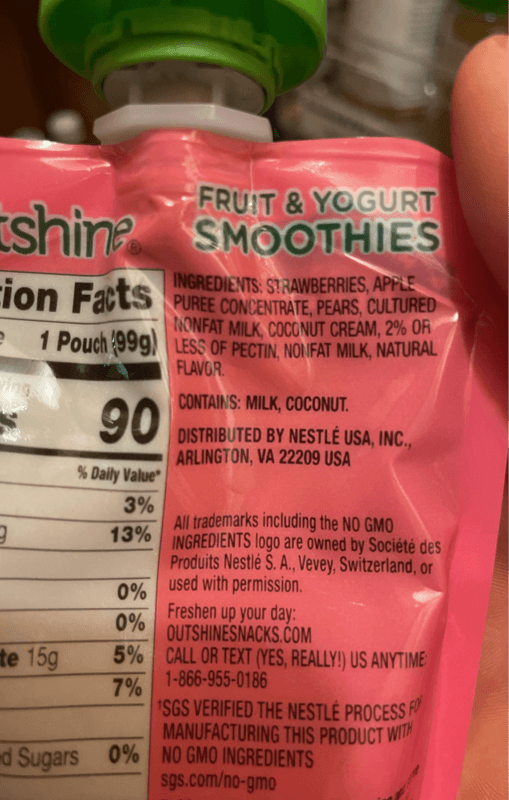 tshine®
FRUIT & YOGURT
SMOOTHIES
ion Facts
1 Pouch (99g)
90
% Daily Value*
3%
g 13%
0%
0%
te 15g 5%
7%
d Sugars 0%
INGREDIENTS: STRAWBERRIES, APPLE
PUREE CONCENTRATE, PEARS, CULTURED
NONFAT MILK, COCONUT CREAM, 2% OR
LESS OF PECTIN, NONFAT MILK, NATURAL
FLAVOR.
CONTAINS: MILK, COCONUT.
DISTRIBUTED BY NESTLÉ USA, INC.,
ARLINGTON, VA 22209 USA
All trademarks including the NO GMO
INGREDIENTS logo are owned by Société des
Produits Nestlé S. A., Vevey, Switzerland, or
used with permission.
Freshen up your day:
OUTSHINESNACKS.COM
CALL OR TEXT (YES, REALLY!) US ANYTIME:
1-866-955-0186
†SGS VERIFIED THE NESTLÉ PROCESS FO
MANUFACTURING THIS PRODUCT WITH
NO GMO INGREDIENTS
sgs.com/no-gmo